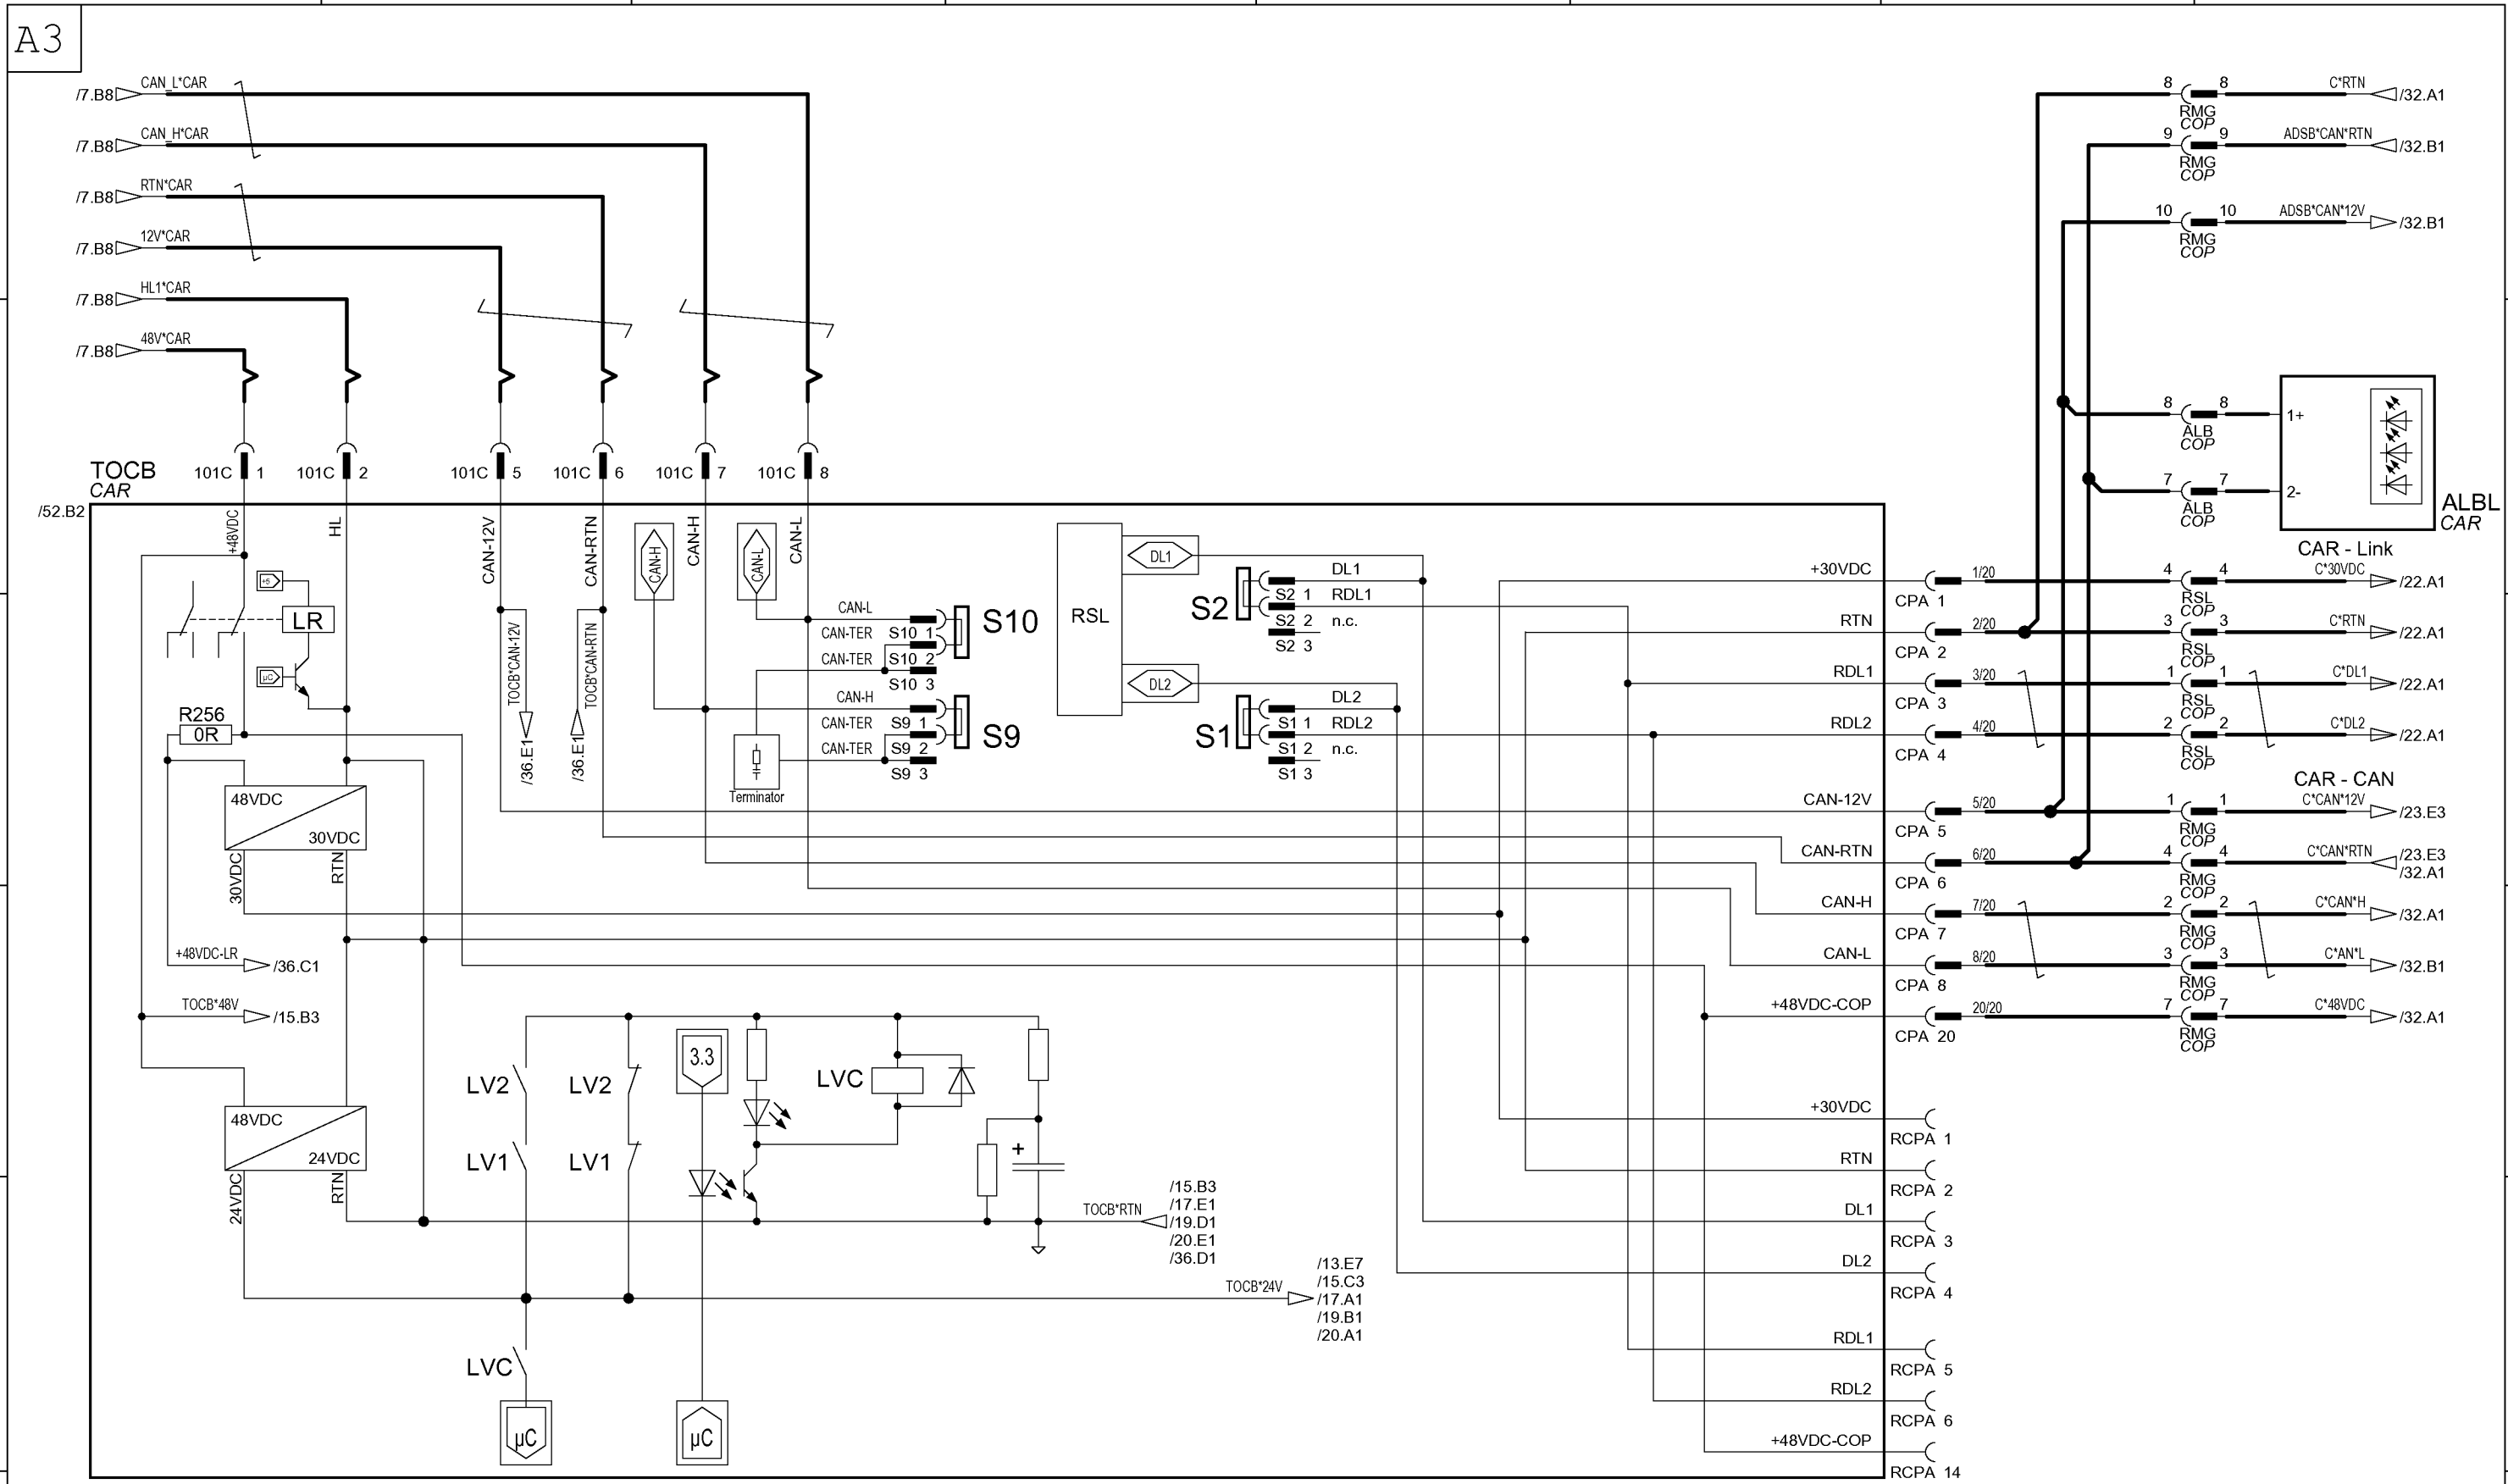 A3
/7.B8 CAN_L*CAR
/7.B8 CAN_H*CAR
/7.B8 RTN*CAR
/7.B8 12V*CAR
/7.B8 HL1*CAR
/7.B8 48V*CAR
8 8 C*RTN /32.A1
RMG
COP
9 9 ADSB*CAN*RTN /32.B1
RMG
COP
10 10 ADSB*CAN*12V /32.B1
RMG
COP
8 8 1+
ALB
COP
7 7 2-
ALB
COP
ALBL
CAR
TOCB
CAR
/52.B2
101C 1
101C 2
101C 5
101C 6
101C 7
101C 8
+48VDC
HL
CAN-12V
CAN-RTN
CAN-H
CAN-H
CAN-L
CAN-L
+5
LR
µC
R256
0R
TOCB*CAN-12V
/36.E1
TOCB*CAN-RTN
/36.E1
CAN-L
CAN-TER S10 1
CAN-TER S10 2
S10 3
S10
CAN-H
CAN-TER S9 1
CAN-TER S9 2
S9 3
S9
Terminator
RSL
DL1
DL2
S2
DL1
S2 1 RDL1
S2 2 n.c.
S2 3
S1
DL2
S1 1 RDL2
S1 2 n.c.
S1 3
48VDC
30VDC
30VDC
RTN
+48VDC-LR /36.C1
TOCB*48V /15.B3
48VDC
24VDC
24VDC
RTN
LV2
LV2
LV1
LV1
3.3
LVC
+
TOCB*RTN
/15.B3
/17.E1
/19.D1
/20.E1
/36.D1
TOCB*24V
/13.E7
/15.C3
/17.A1
/19.B1
/20.A1
LVC
µC
µC
CAR - Link
+30VDC 1/20 4 4 C*30VDC /22.A1
CPA 1 RSL
COP
RTN 2/20 3 3 C*RTN /22.A1
CPA 2 RSL
COP
RDL1 3/20 1 1 C*DL1 /22.A1
CPA 3 RSL
COP
RDL2 4/20 2 2 C*DL2 /22.A1
CPA 4 RSL
COP
CAR - CAN
CAN-12V 5/20 1 1 C*CAN*12V /23.E3
CPA 5 RMG
COP
CAN-RTN 6/20 4 4 C*CAN*RTN /23.E3
/32.A1
CPA 6 RMG
COP
CAN-H 7/20 2 2 C*CAN*H /32.A1
CPA 7 RMG
COP
CAN-L 8/20 3 3 C*AN*L /32.B1
CPA 8 RMG
COP
+48VDC-COP 20/20 7 7 C*48VDC /32.A1
CPA 20 RMG
COP
+30VDC
RCPA 1
RTN
RCPA 2
DL1
RCPA 3
DL2
RCPA 4
RDL1
RCPA 5
RDL2
RCPA 6
+48VDC-COP
RCPA 14